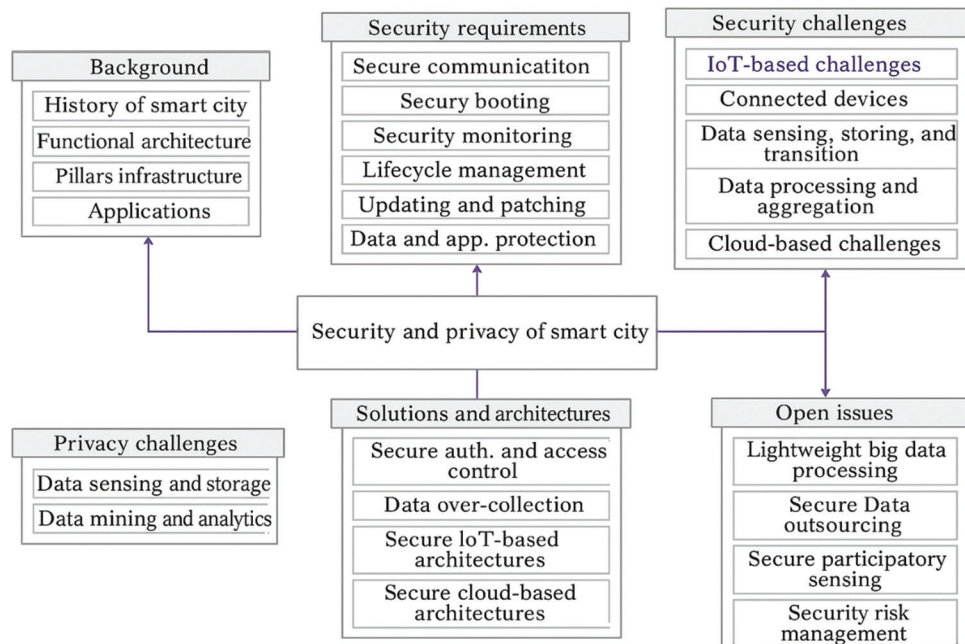 Background
History of smart city
Functional architecture
Pillars infrastructure
Applications
Security requirements
Secure communicatiton
Secury booting
Security monitoring
Lifecycle management
Updating and patching
Data and app. protection
Security challenges
IoT-based challenges
Connected devices
Data sensing, storing, and
transition
Data processing and
aggregation
Cloud-based challenges
Security and privacy of smart city
Privacy challenges
Data sensing and storage
Data mining and analytics
Solutions and architectures
Secure auth. and access
control
Data over-collection
Secure loT-based
architectures
Secure cloud-based
architectures
Open issues
Lightweight big data
processing
Secure Data
outsourcing
Secure participatory
sensing
Security risk
management